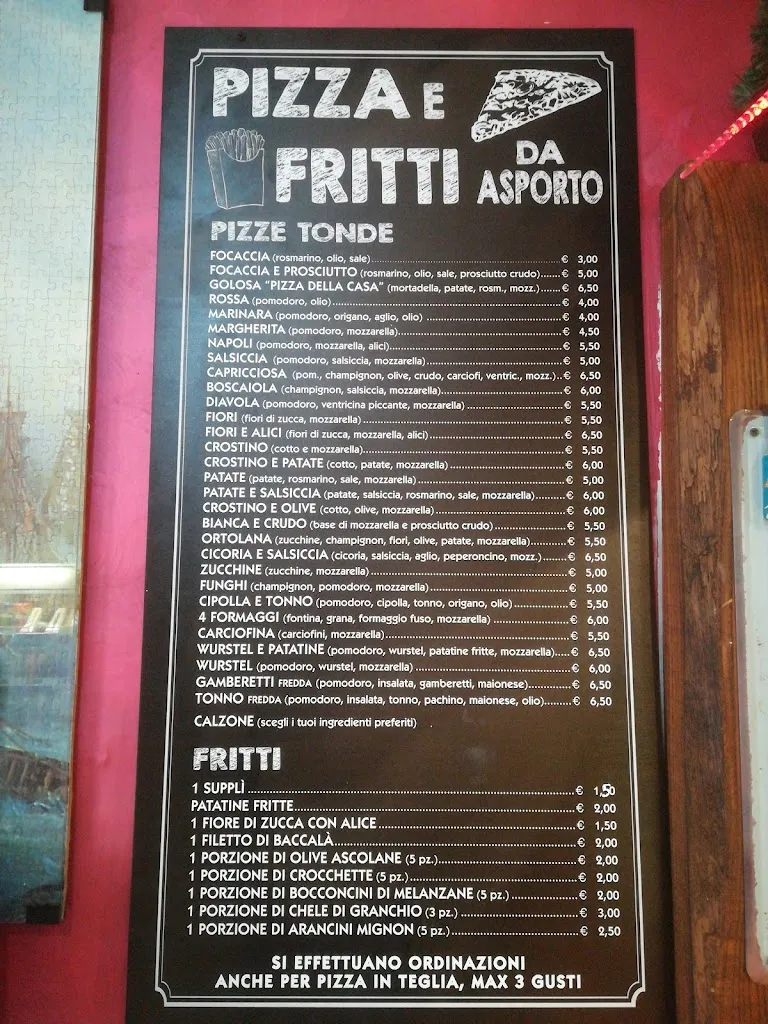 PIZZA E
FRITTI DA ASPORTO
PIZZE TONDE
FOCACCIA (rosmarino, olio, sale)..........€ 3,00
FOCACCIA E PROSCIUTTO (rosmarino, olio, sale, prosciutto crudo)......€ 5,00
GOLOSA "PIZZA DELLA CASA" (mortadella, patate, rosm., mozz.)......€ 6,50
ROSSA (pomodoro, olio)..........€ 4,00
MARINARA (pomodoro, origano, aglio, olio)..........€ 4,00
MARGHERITA (pomodoro, mozzarella)..........€ 4,50
NAPOLI (pomodoro, mozzarella, alici)..........€ 5,50
SALSICCIA (pomodoro, salsiccia, mozzarella)..........€ 5,00
CAPRICCIOSA (pom., champignon, olive, crudo, carciofi, ventric., mozz.)..€ 6,50
BOSCAIOLA (champignon, salsiccia, mozzarella)..........€ 6,00
DIAVOLA (pomodoro, ventricina piccante, mozzarella)..........€ 5,50
FIORI (fiori di zucca, mozzarella)..........€ 5,50
FIORI E ALICI (fiori di zucca, mozzarella, alici)..........€ 6,50
CROSTINO (cotto e mozzarella)..........€ 5,50
CROSTINO E PATATE (cotto, patate, mozzarella)..........€ 6,00
PATATE (patate, rosmarino, sale, mozzarella)..........€ 5,00
PATATE E SALSICCIA (patate, salsiccia, rosmarino, sale, mozzarella)........€ 6,00
CROSTINO E OLIVE (cotto, olive, mozzarella)..........€ 6,00
BIANCA E CRUDO (base di mozzarella e prosciutto crudo)..........€ 5,50
ORTOLANA (zucchine, champignon, fiori, olive, patate, mozzarella)..........€ 5,50
CICORIA E SALSICCIA (cicoria, salsiccia, aglio, peperoncino, mozz.)........€ 6,50
ZUCCHINE (zucchine, mozzarella)..........€ 5,00
FUNGHI (champignon, pomodoro, mozzarella)..........€ 5,00
CIPOLLA E TONNO (pomodoro, cipolla, tonno, origano, olio)..........€ 5,50
4 FORMAGGI (fontina, grana, formaggio fuso, mozzarella)..........€ 6,00
CARCIOFINA (carciofini, mozzarella)..........€ 5,50
WURSTEL E PATATINE (pomodoro, wurstel, patatine fritte, mozzarella).....€ 6,50
WURSTEL (pomodoro, wurstel, mozzarella)..........€ 6,00
GAMBERETTI FREDDA (pomodoro, insalata, gamberetti, maionese)..........€ 6,50
TONNO FREDDA (pomodoro, insalata, tonno, pachino, maionese, olio).........€ 6,50
CALZONE (scegli i tuoi ingredienti preferiti)
FRITTI
1 SUPPLÌ..........€ 1,50
PATATINE FRITTE..........€ 2,00
1 FIORE DI ZUCCA CON ALICE..........€ 1,50
1 FILETTO DI BACCALÀ..........€ 2,00
1 PORZIONE DI OLIVE ASCOLANE (5 pz.)..........€ 2,00
1 PORZIONE DI CROCCHETTE (5 pz.)..........€ 2,00
1 PORZIONE DI BOCCONCINI DI MELANZANE (5 pz.)..........€ 2,00
1 PORZIONE DI CHELE DI GRANCHIO (3 pz.)..........€ 3,00
1 PORZIONE DI ARANCINI MIGNON (5 pz.)..........€ 2,50
SI EFFETTUANO ORDINAZIONI
ANCHE PER PIZZA IN TEGLIA, MAX 3 GUSTI